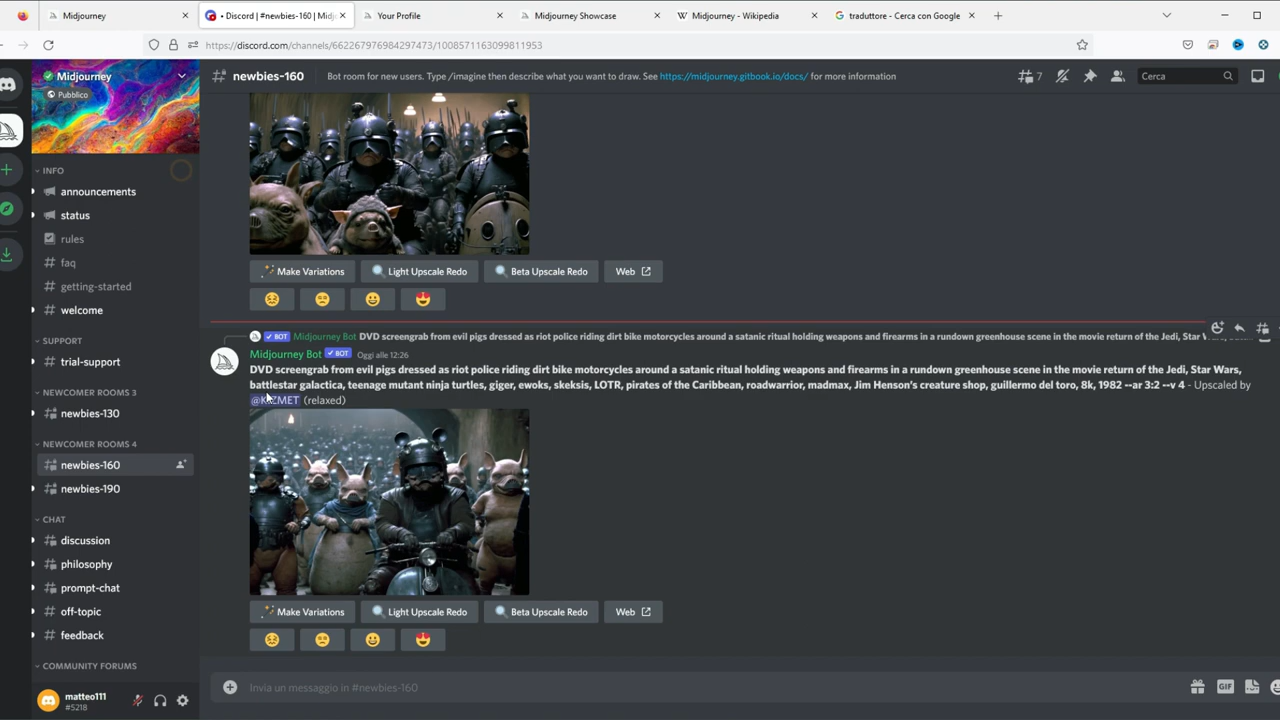 Midjourney
• Discord | #newbies-160 | Midj
Your Profile
Midjourney Showcase
Midjourney - Wikipedia
traduttore - Cerca con Google
https://discord.com/channels/662267976984297473/1008571163099811953
Midjourney
Pubblico
newbies-160
Bot room for new users. Type /imagine then describe what you want to draw. See https://midjourney.gitbook.io/docs/ for more information
7
Cerca
INFO
announcements
status
rules
faq
getting-started
welcome
SUPPORT
trial-support
NEWCOMER ROOMS 3
newbies-130
NEWCOMER ROOMS 4
newbies-160
newbies-190
CHAT
discussion
philosophy
prompt-chat
off-topic
feedback
COMMUNITY FORUMS
matteo111
#5218
Make Variations
Light Upscale Redo
Beta Upscale Redo
Web
BOT Midjourney Bot DVD screengrab from evil pigs dressed as riot police riding dirt bike motorcycles around a satanic ritual holding weapons and firearms in a rundown greenhouse scene in the movie return of the Jedi, Star
Midjourney Bot BOT Oggi alle 12:26
DVD screengrab from evil pigs dressed as riot police riding dirt bike motorcycles around a satanic ritual holding weapons and firearms in a rundown greenhouse scene in the movie return of the Jedi, Star Wars,
battlestar galactica, teenage mutant ninja turtles, giger, ewoks, skeksis, LOTR, pirates of the Caribbean, roadwarrior, madmax, Jim Henson's creature shop, guillermo del toro, 8k, 1982 --ar 3:2 --v 4 - Upscaled by
(relaxed)
Make Variations
Light Upscale Redo
Beta Upscale Redo
Web
Invia un messaggio in #newbies-160
GIF